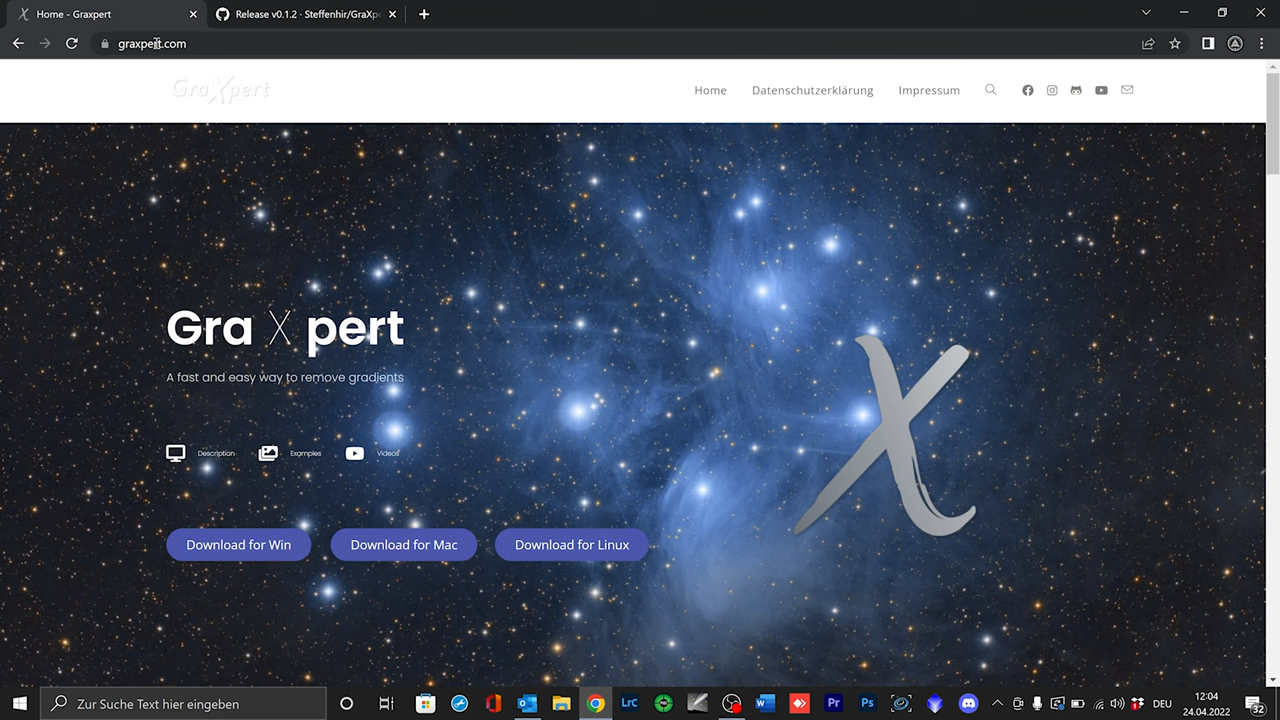 Home - Graxpert
Release v0.1.2 · Steffenhir/GraXpe
graxpert.com
GraXpert
Home
Datenschutzerklärung
Impressum
Gra X pert
A fast and easy way to remove gradients
Description
Examples
Videos
Download for Win
Download for Mac
Download for Linux
X
Zur Suche Text hier eingeben
LrC
Pr
Ps
DEU
12:04
24.04.2022
32